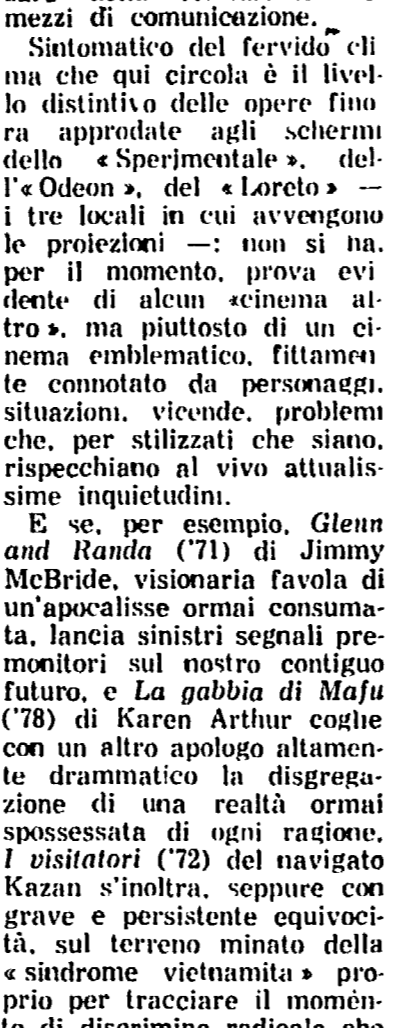 mezzi di comunicazione.
Sintomatico del fervido cli
ma che qui circola è il livel-
lo distintivo delle opere fino
ra approdate agli schermi
dello « Sperimentale », del-
l'« Odeon », del « Loreto » —
i tre locali in cui avvengono
le proiezioni —: non si ha,
per il momento, prova evi
dente di alcun «cinema al-
tro », ma piuttosto di un ci-
nema emblematico, fittamen
te connotato da personaggi,
situazioni, vicende, problemi
che, per stilizzati che siano,
rispecchiano al vivo attualis-
sime inquietudini.
E se, per esempio, Glenn
and Randa ('71) di Jimmy
McBride, visionaria favola di
un'apocalisse ormai consuma-
ta, lancia sinistri segnali pre-
monitori sul nostro contiguo
futuro, e La gabbia di Mafu
('78) di Karen Arthur coglie
con un altro apologo altamen-
te drammatico la disgrega-
zione di una realtà ormai
spossessata di ogni ragione,
I visitatori ('72) del navigato
Kazan s'inoltra, seppure con
grave e persistente equivoci-
tà, sul terreno minato della
« sindrome vietnamita » pro-
prio per tracciare il momèn-
to di discrimine radicale che